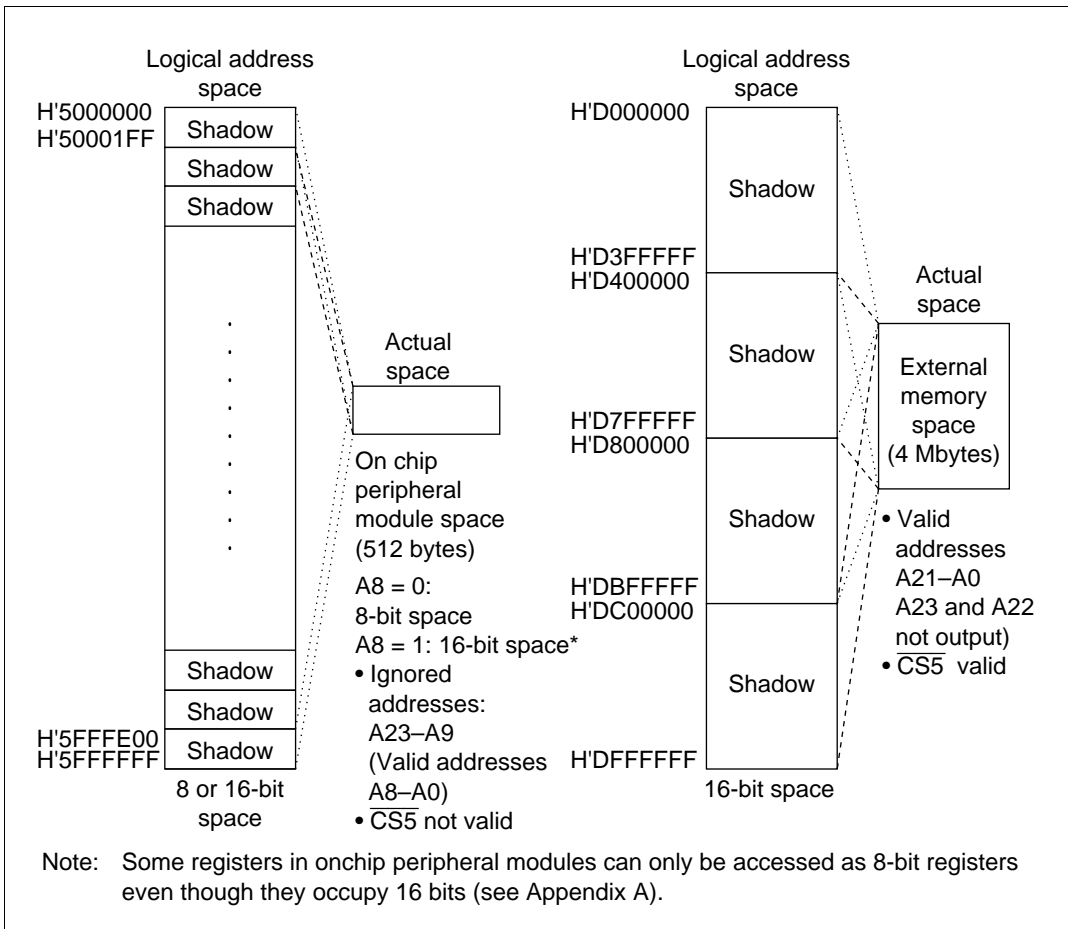 Logical address
space
H'5000000
H'50001FF
Shadow
Shadow
Shadow
Shadow
Shadow
H'5FFFE00
H'5FFFFFF
Shadow
8 or 16-bit
space
Actual
space
On chip
peripheral
module space
(512 bytes)
A8 = 0:
8-bit space
A8 = 1: 16-bit space*
• Ignored
addresses:
A23–A9
(Valid addresses
A8–A0)
• CS5 not valid
Logical address
space
H'D000000
Shadow
H'D3FFFFF
H'D400000
Shadow
H'D7FFFFF
H'D800000
Shadow
H'DBFFFFF
H'DC00000
Shadow
H'DFFFFFF
16-bit space
Actual
space
External
memory
space
(4 Mbytes)
• Valid
addresses
A21–A0
A23 and A22
not output)
• CS5 valid
Note: Some registers in onchip peripheral modules can only be accessed as 8-bit registers
even though they occupy 16 bits (see Appendix A).